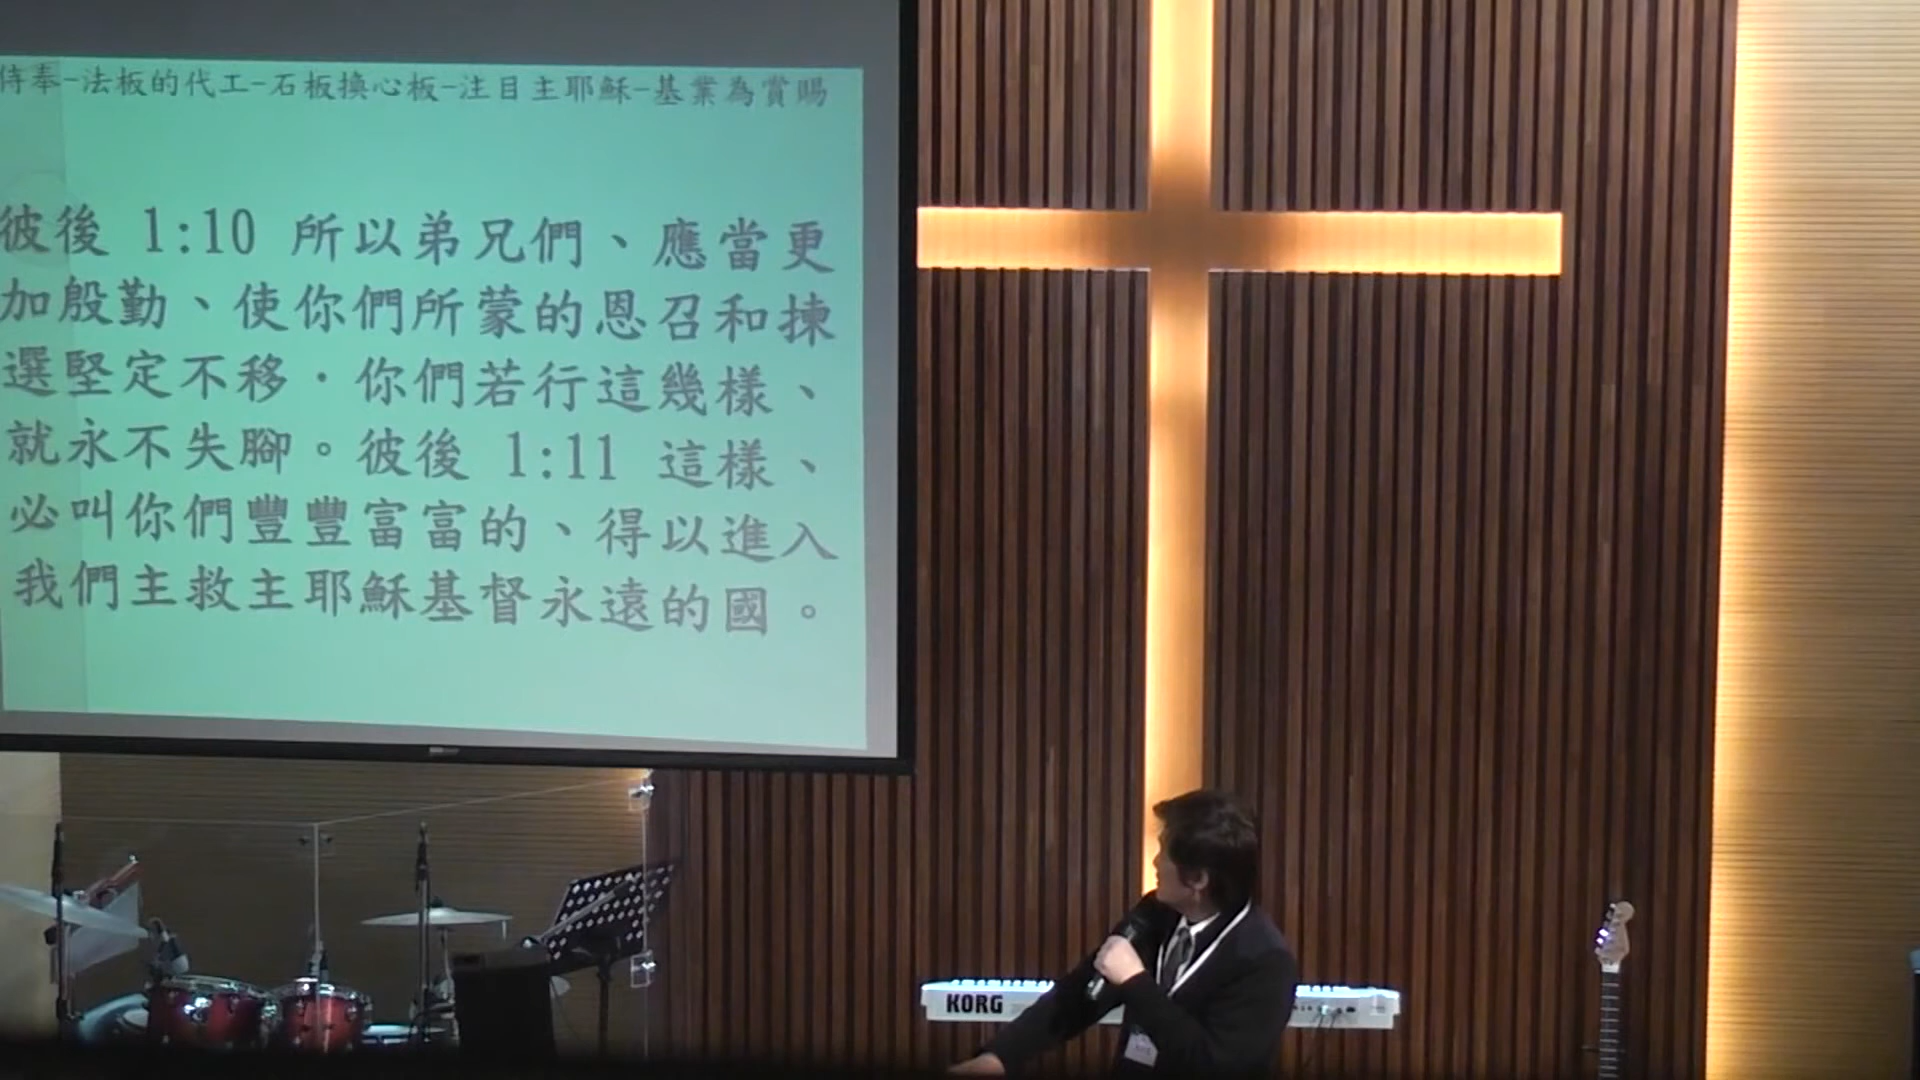 侍奉-法板的代工-石板換心板-注目主耶穌-基業為賞賜
彼後 1:10 所以弟兄們、應當更
加殷勤、使你們所蒙的恩召和揀
選堅定不移．你們若行這幾樣、
就永不失腳。彼後 1:11 這樣、
必叫你們豐豐富富的、得以進入
我們主救主耶穌基督永遠的國。
KORG